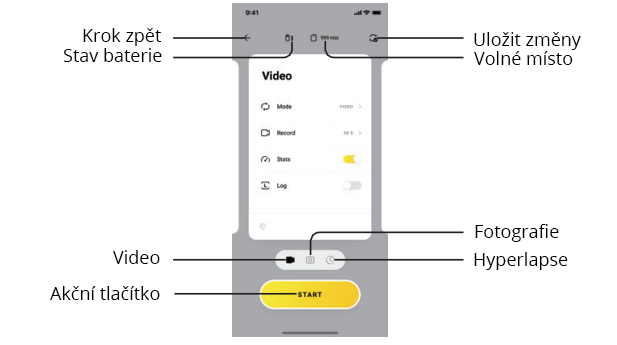 9:41
Krok zpět
Uložit změny
Stav baterie
999 min
Volné místo
Video
Mode VIDEO
Record 30 S
Stats
Log
Fotografie
Video
Hyperlapse
Akční tlačítko
START